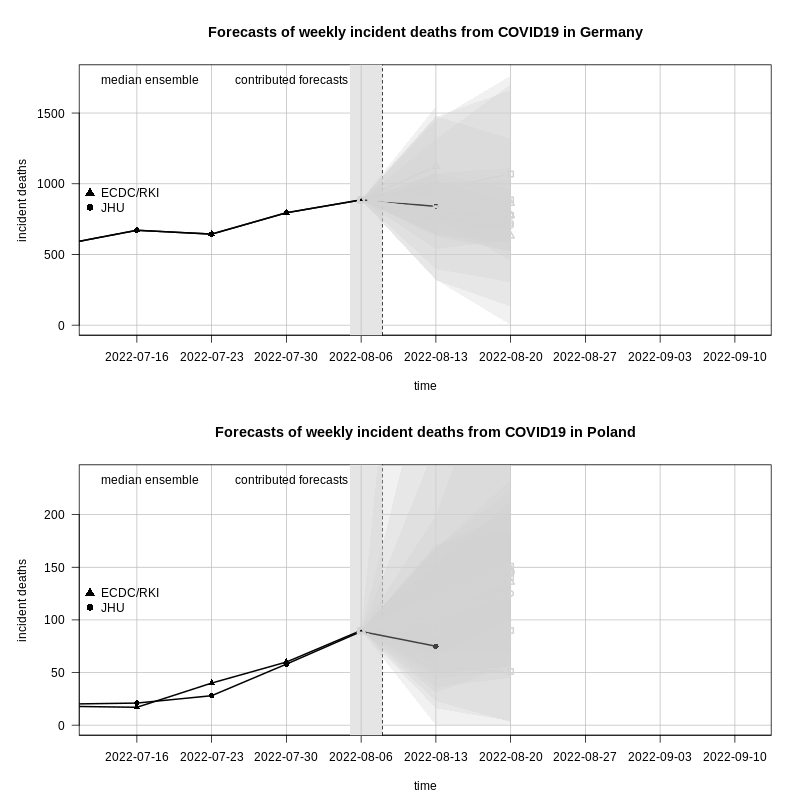 Forecasts of weekly incident deaths from COVID19 in Germany
median ensemble contributed forecasts
1500
1000
500
0
incident deaths
ECDC/RKI
JHU
2022-07-16 2022-07-23 2022-07-30 2022-08-06 2022-08-13 2022-08-20 2022-08-27 2022-09-03 2022-09-10
time
Forecasts of weekly incident deaths from COVID19 in Poland
median ensemble contributed forecasts
200
150
100
50
0
incident deaths
ECDC/RKI
JHU
2022-07-16 2022-07-23 2022-07-30 2022-08-06 2022-08-13 2022-08-20 2022-08-27 2022-09-03 2022-09-10
time